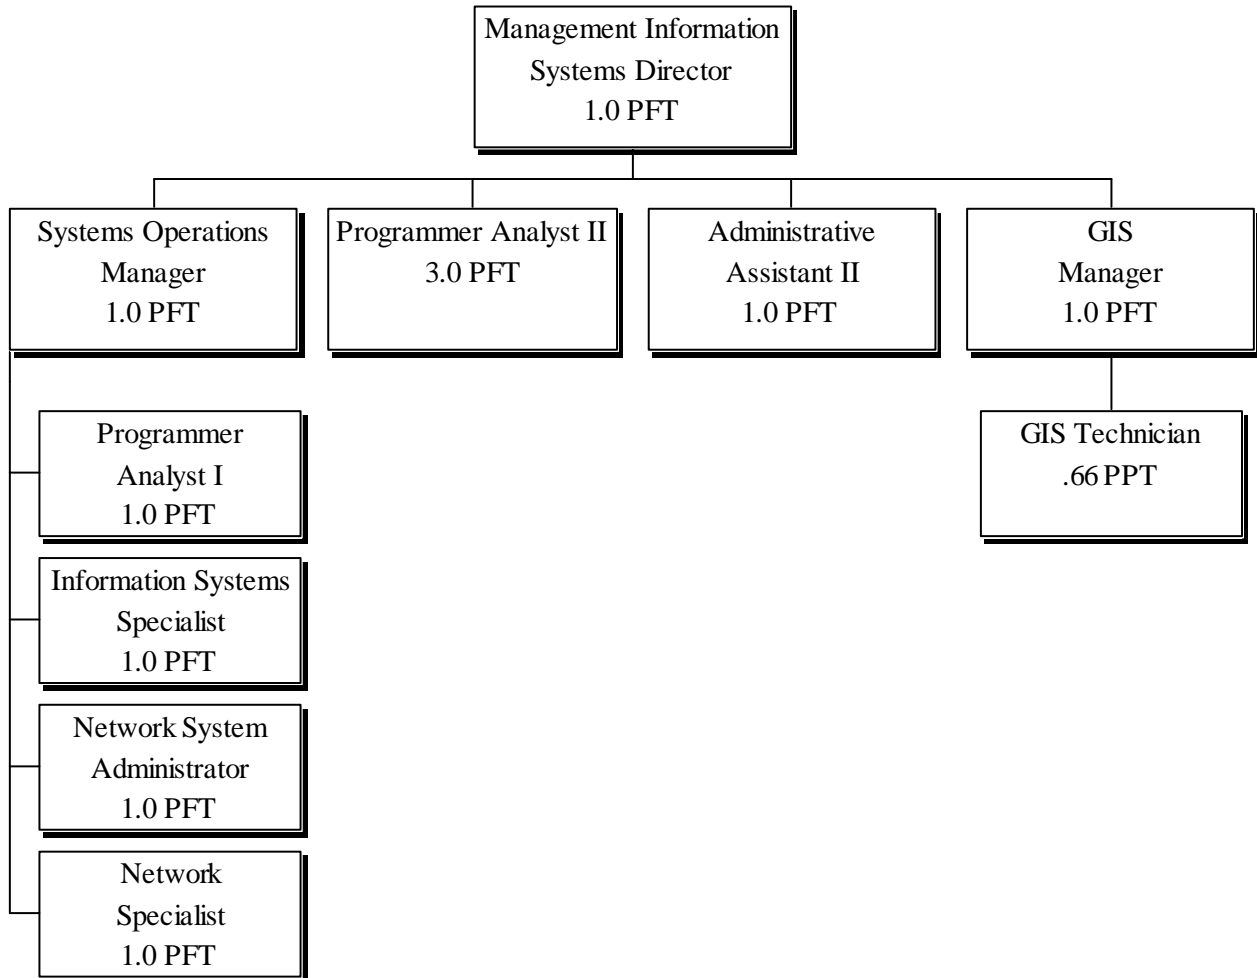 Management Information
Systems Director
1.0 PFT
Systems Operations
Manager
1.0 PFT
Programmer Analyst II
3.0 PFT
Administrative
Assistant II
1.0 PFT
GIS
Manager
1.0 PFT
Programmer
Analyst I
1.0 PFT
GIS Technician
.66 PPT
Information Systems
Specialist
1.0 PFT
Network System
Administrator
1.0 PFT
Network
Specialist
1.0 PFT